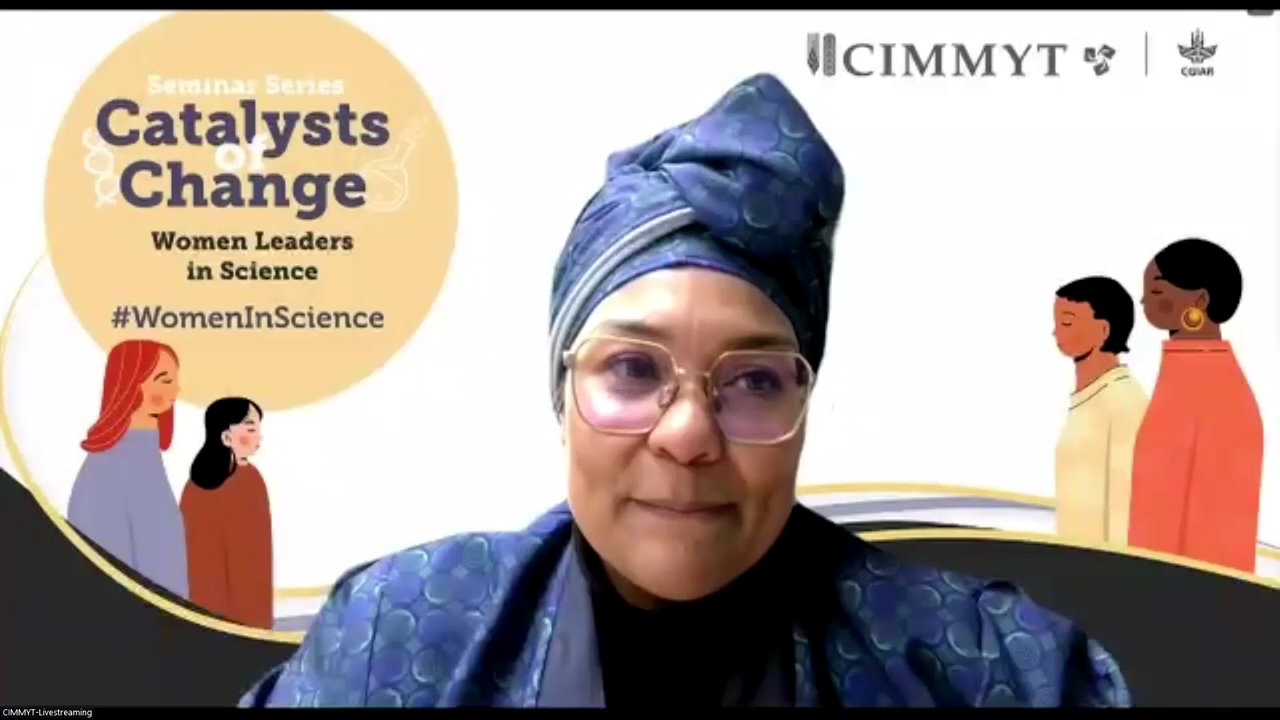 Seminar Series
Catalysts
of
Change
Women Leaders
in Science
#WomenInScience
CIMMYT
CGIAR
CIMMYT-Livestreaming